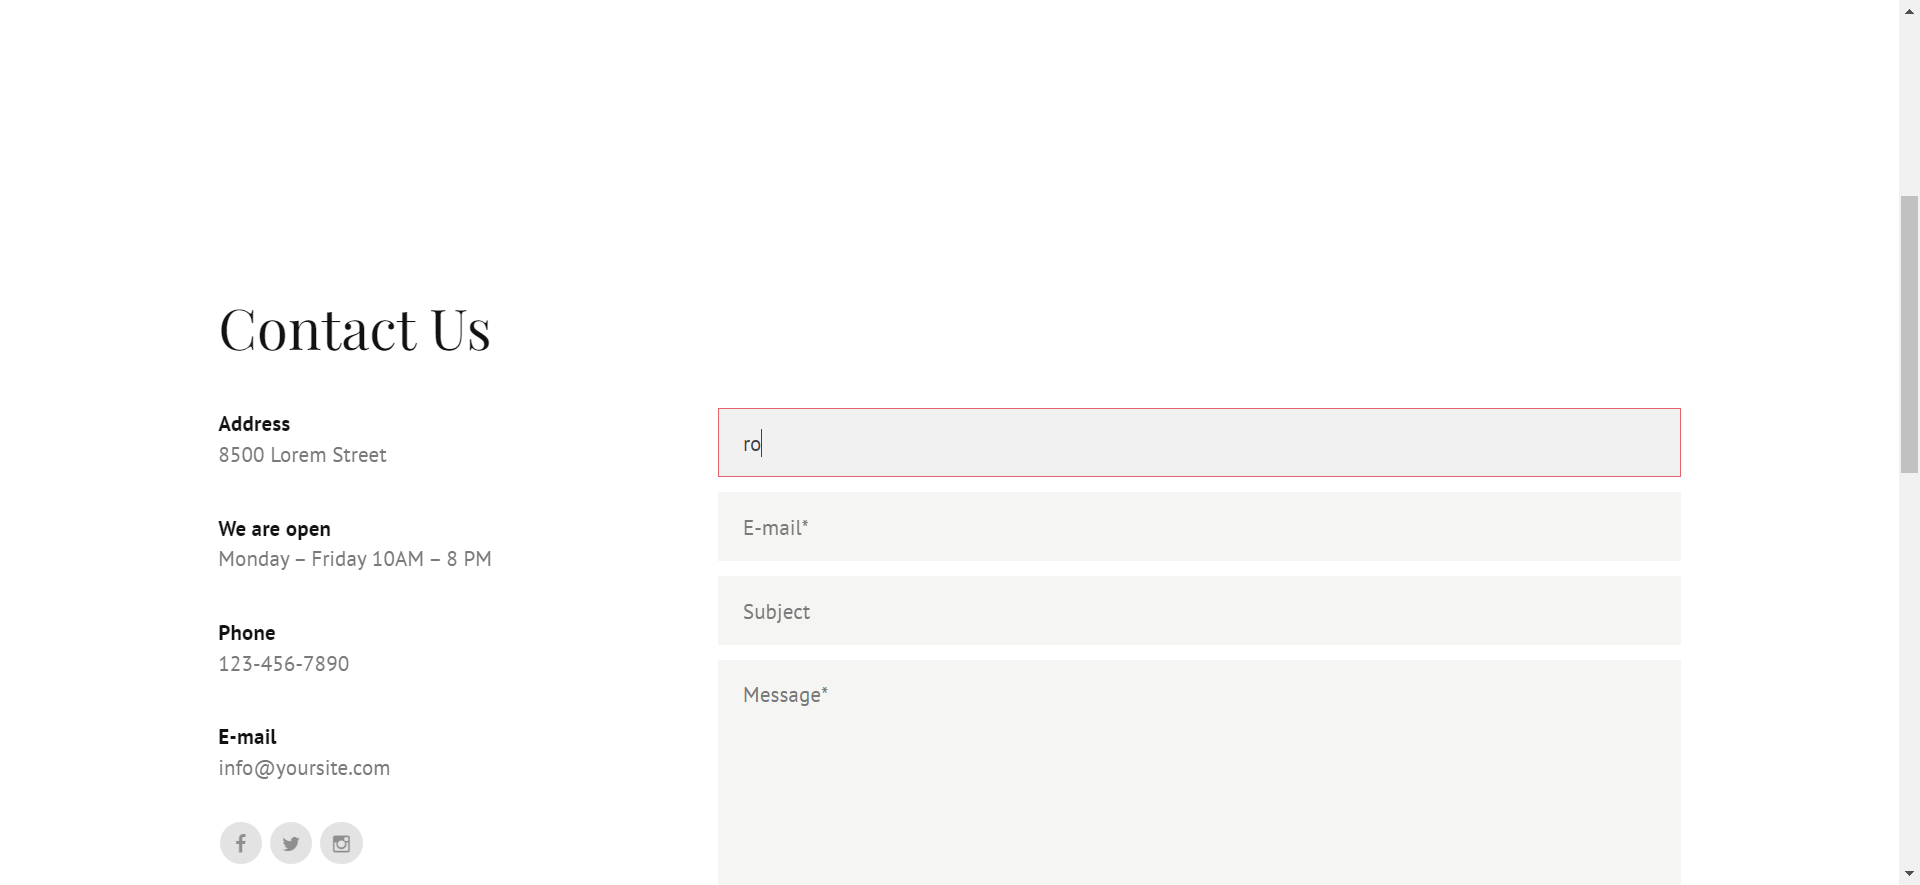 Contact Us
Address
8500 Lorem Street
We are open
Monday – Friday 10AM – 8 PM
Phone
123-456-7890
E-mail
info@yoursite.com
ro
E-mail*
Subject
Message*